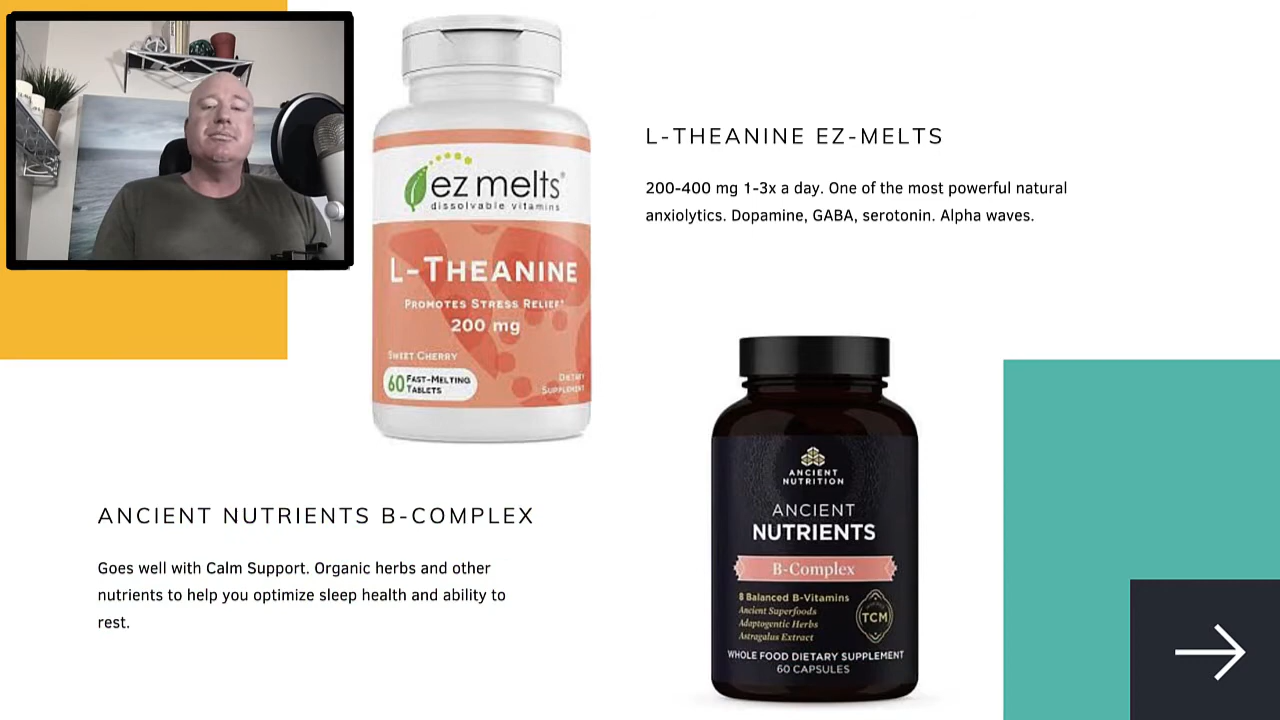 ez melts®
dissolvable vitamins
L-THEANINE
PROMOTES STRESS RELIEF*
200 mg
SWEET CHERRY
60 FAST-MELTING
TABLETS
DIETARY
SUPPLEMENT
L-THEANINE EZ-MELTS
200-400 mg 1-3x a day. One of the most powerful natural
anxiolytics. Dopamine, GABA, serotonin. Alpha waves.
ANCIENT NUTRIENTS B-COMPLEX
Goes well with Calm Support. Organic herbs and other
nutrients to help you optimize sleep health and ability to
rest.
ANCIENT
NUTRITION
ANCIENT
NUTRIENTS
B-Complex
8 Balanced B-Vitamins
Ancient Superfoods
Adaptogenic Herbs
Astragalus Extract
TCM
WHOLE FOOD DIETARY SUPPLEMENT
60 CAPSULES